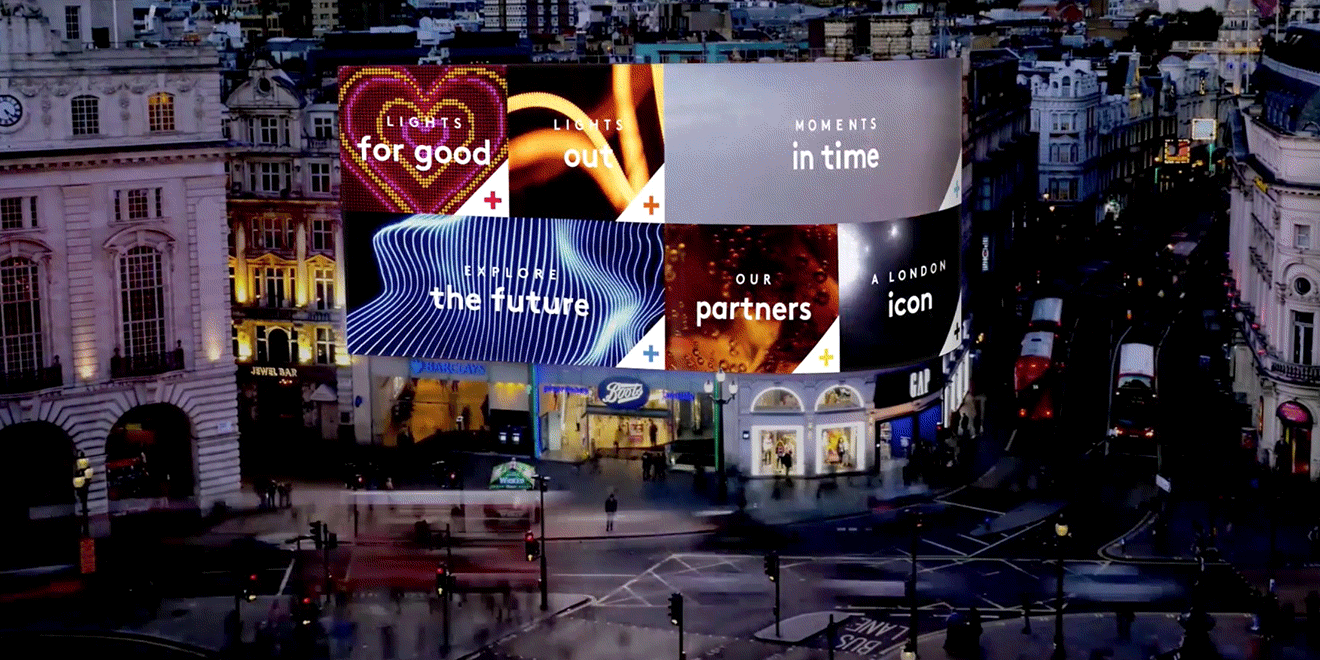 LIGHTS
for good
LIGHTS
out
MOMENTS
in time
EXPLORE
the future
OUR
partners
A LONDON
icon
BARCLAYS
JEWEL BAR
Boots
GAP
BUS
LANE